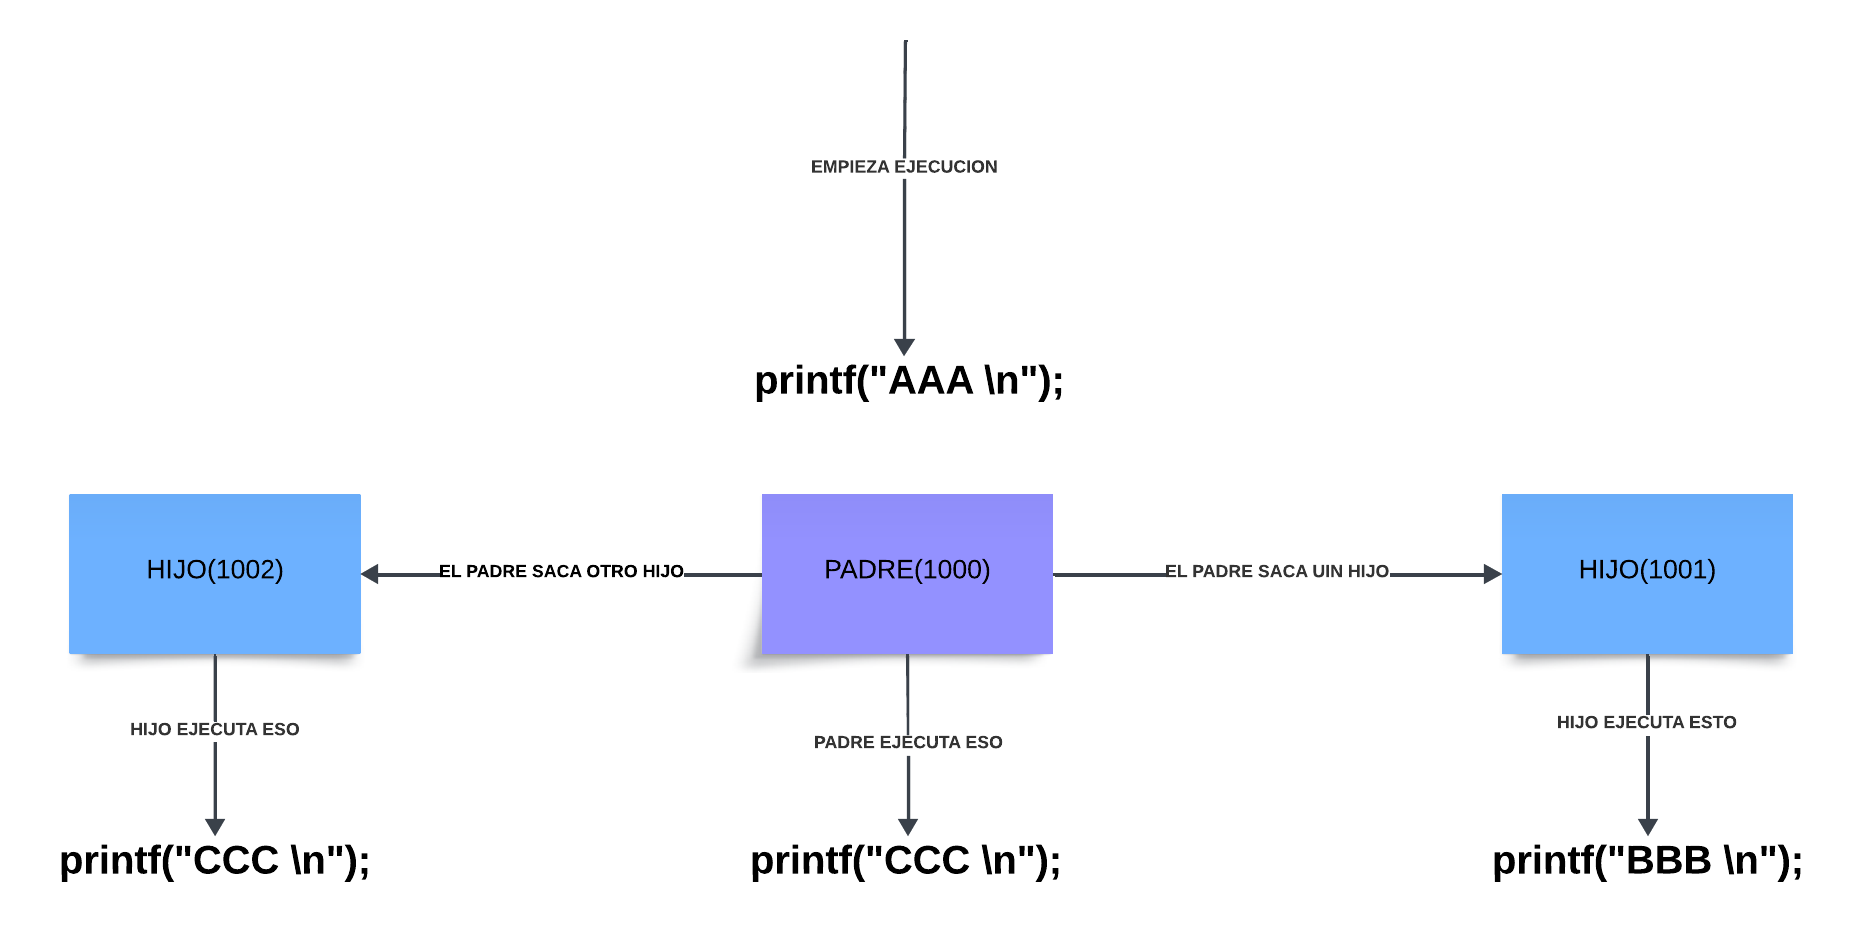 EMPIEZA EJECUCION
printf("AAA \n");
HIJO(1002)
EL PADRE SACA OTRO HIJO
PADRE(1000)
EL PADRE SACA UIN HIJO
HIJO(1001)
HIJO EJECUTA ESO
PADRE EJECUTA ESO
HIJO EJECUTA ESTO
printf("CCC \n");
printf("CCC \n");
printf("BBB \n");